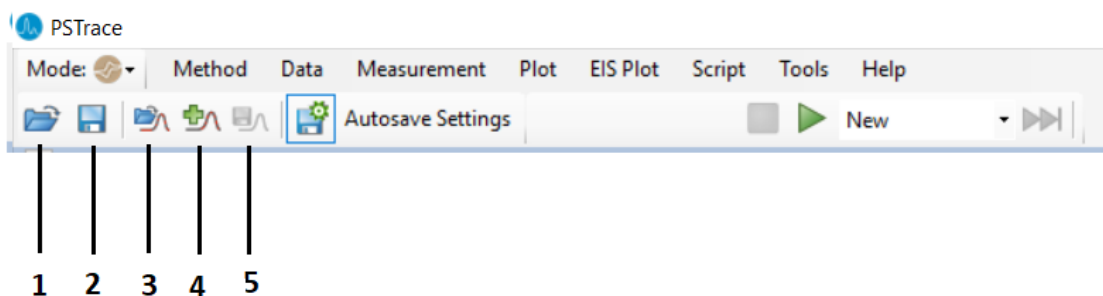 PSTrace
Mode: Method Data Measurement Plot EIS Plot Script Tools Help
Autosave Settings New
1 2 3 4 5